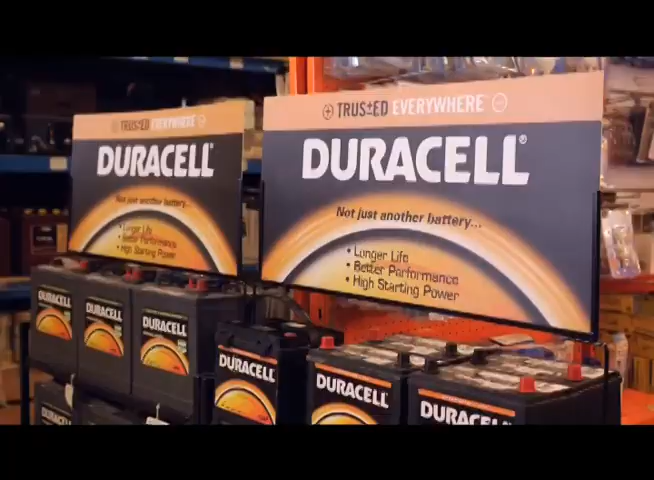 TRUSTED EVERYWHERE
DURACELL
Not just another battery...
• Longer Life
• Better Performance
• High Starting Power
TRUSTED EVERYWHERE
DURACELL®
Not just another battery...
• Longer Life
• Better Performance
• High Starting Power
DURACELL
DURACELL
DURACELL
DURACELL
DURACELL
DURACELL
DURACELL